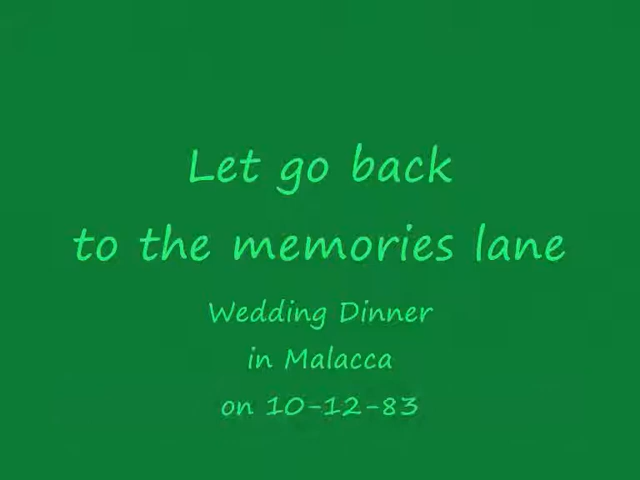 Let go back
to the memories lane
Wedding Dinner
in Malacca
on 10-12-83